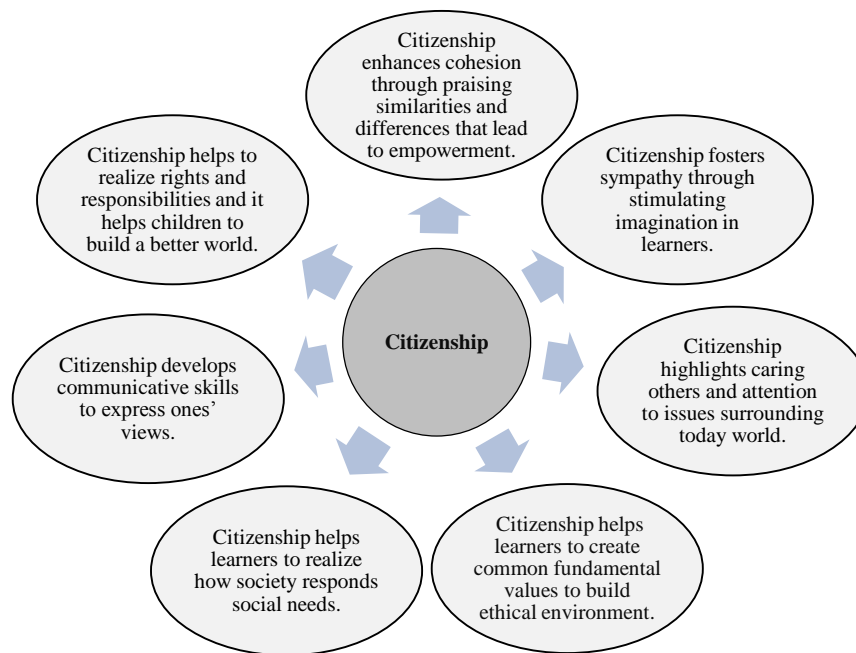 Citizenship
enhances cohesion
through praising
similarities and
differences that lead
to empowerment.
Citizenship fosters
sympathy through
stimulating
imagination in
learners.
Citizenship
highlights caring
others and attention
to issues surrounding
today world.
Citizenship helps
learners to create
common fundamental
values to build
ethical environment.
Citizenship helps
learners to realize
how society responds
social needs.
Citizenship develops
communicative skills
to express ones’
views.
Citizenship helps to
realize rights and
responsibilities and it
helps children to
build a better world.
Citizenship